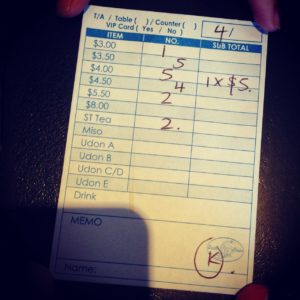 T/A / Table ( ) / Counter ( )
VIP Card ( Yes / No )
4/
ITEM NO. SUB TOTAL
$3.00
$3.50 1
$4.00 5
$4.50 5 4 1 x $5.
$5.50 2
$8.00
ST Tea 2.
Miso
Udon A
Udon B
Udon C/D
Udon E
Drink
MEMO
K
Name: